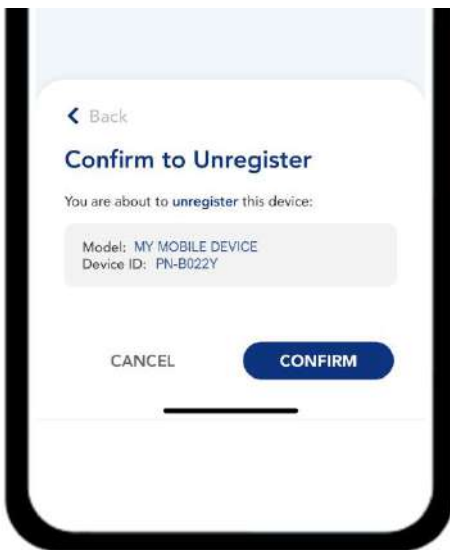 Back
Confirm to Unregister
You are about to unregister this device:
Model: MY MOBILE DEVICE
Device ID: PN-B022Y
CANCEL
CONFIRM